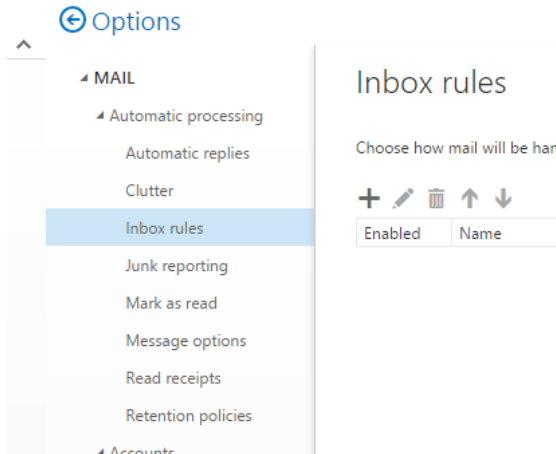 Options
MAIL
Automatic processing
Automatic replies
Clutter
Inbox rules
Junk reporting
Mark as read
Message options
Read receipts
Retention policies
Accounts
Inbox rules
Choose how mail will be
Enabled Name